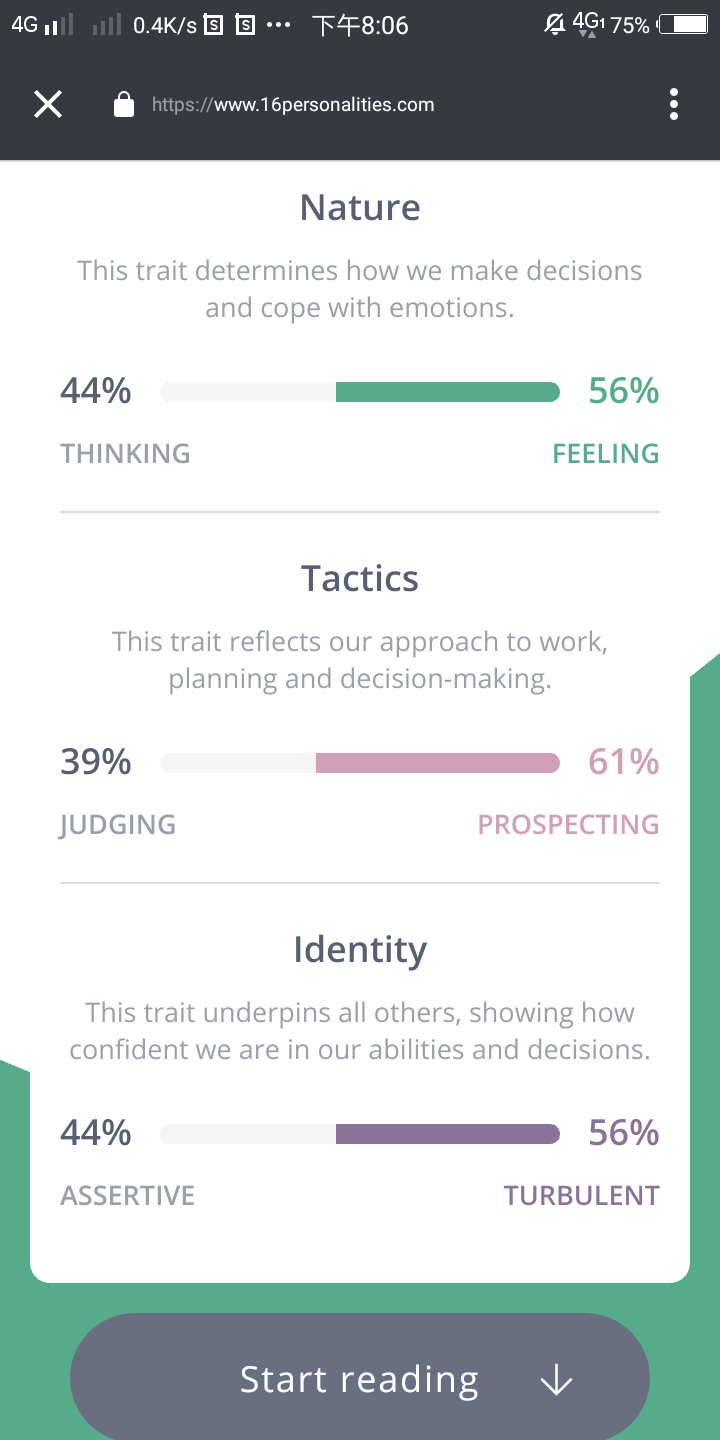 4G 0.4K/s S S ··· 下午8:06 4G1 75%
https://www.16personalities.com
Nature
This trait determines how we make decisions
and cope with emotions.
44% 56%
THINKING FEELING
Tactics
This trait reflects our approach to work,
planning and decision-making.
39% 61%
JUDGING PROSPECTING
Identity
This trait underpins all others, showing how
confident we are in our abilities and decisions.
44% 56%
ASSERTIVE TURBULENT
Start reading